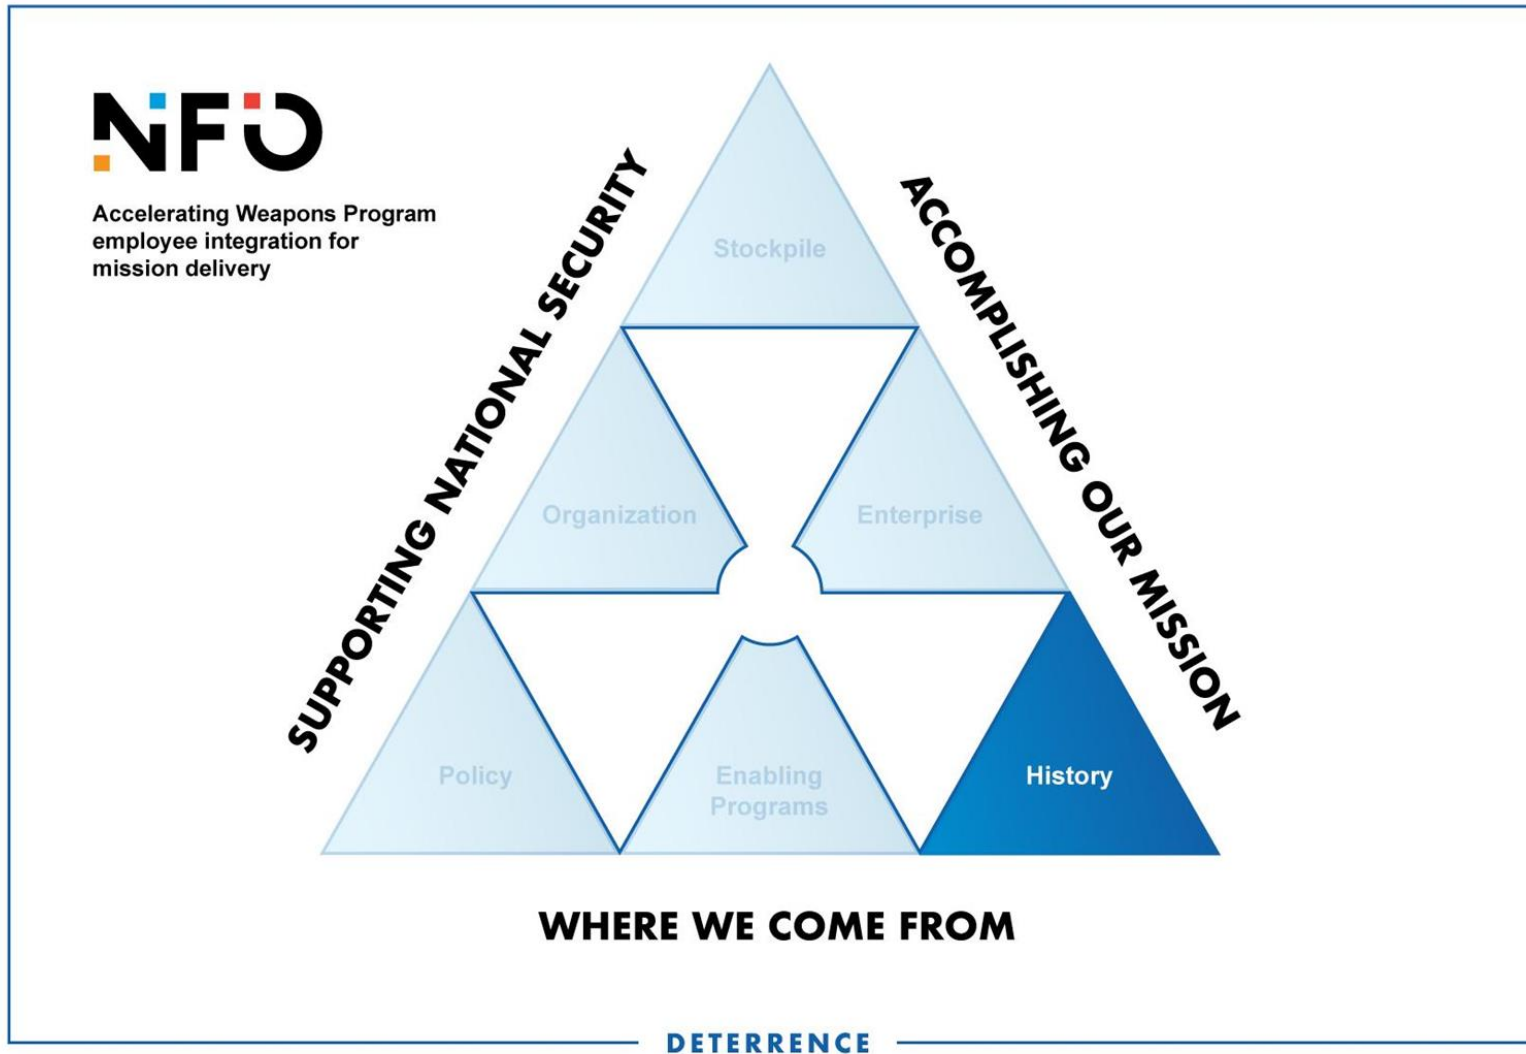 NFO
Accelerating Weapons Program
employee integration for
mission delivery
SUPPORTING NATIONAL SECURITY
ACCOMPLISHING OUR MISSION
Stockpile
Organization
Enterprise
Policy
Enabling
Programs
History
WHERE WE COME FROM
DETERRENCE